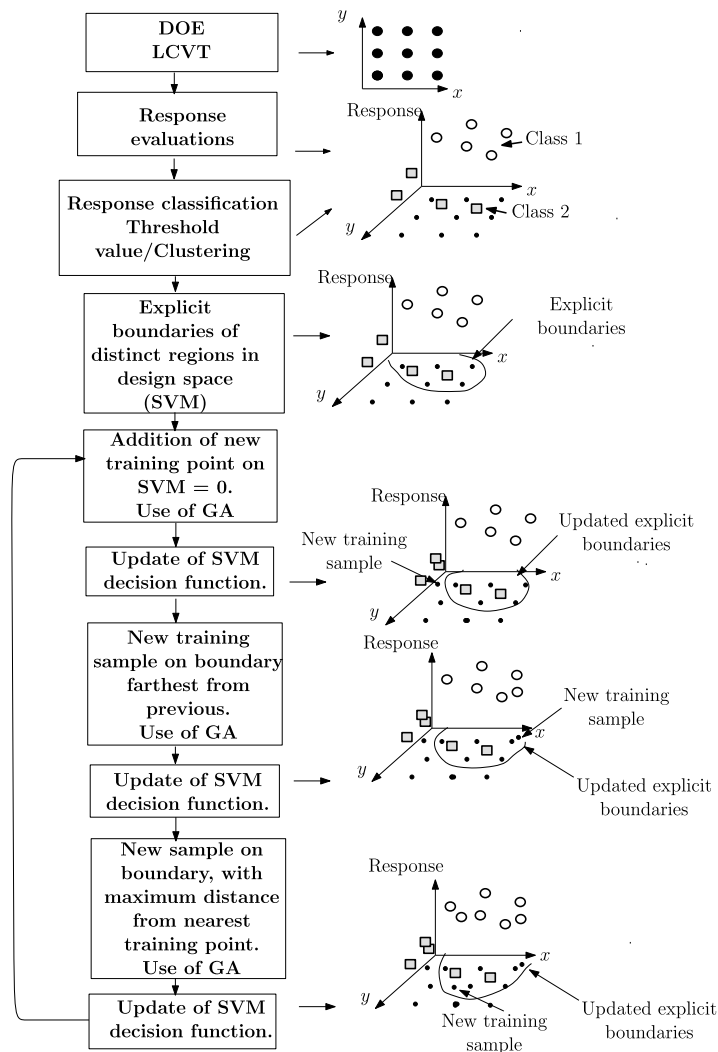 DOE
LCVT
y
x
Response
evaluations
Response
Class 1
x
Class 2
y
Response classification
Threshold
value/Clustering
Explicit
boundaries of
distinct regions in
design space
(SVM)
Response
Explicit
boundaries
x
y
Addition of new
training point on
SVM = 0.
Use of GA
Update of SVM
decision function.
Response
New training
sample
Updated explicit
boundaries
x
y
New training
sample on boundary
farthest from
previous.
Use of GA
Response
New training
sample
x
y
Updated explicit
boundaries
Update of SVM
decision function.
New sample on
boundary, with
maximum distance
from nearest
training point.
Use of GA
Response
x
y
New training
sample
Updated explicit
boundaries
Update of SVM
decision function.